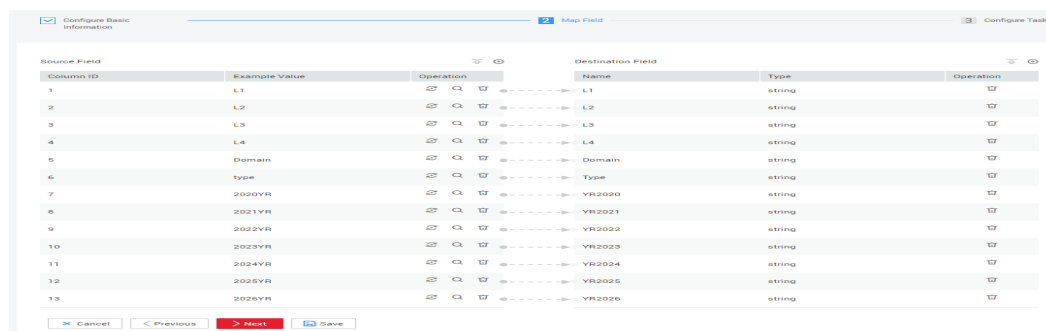 Configure Basic
Information
2 Map Field
3 Configure Task
Source Field Destination Field
Column ID Example Value Operation Name Type Operation
1 L1 L1 string
2 L2 L2 string
3 L3 L3 string
4 L4 L4 string
5 Domain Domain string
6 type Type string
7 2020YR YR2020 string
8 2021YR YR2021 string
9 2022YR YR2022 string
10 2023YR YR2023 string
11 2024YR YR2024 string
12 2025YR YR2025 string
13 2026YR YR2026 string
× Cancel < Previous > Next Save